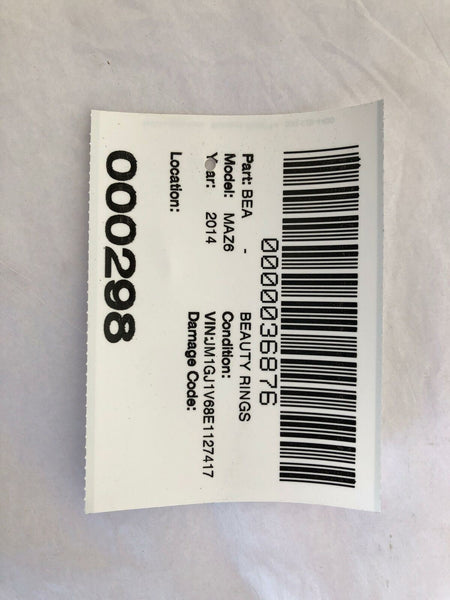 0000036876
Part: BEA - BEAUTY RINGS
Model: MAZ6 Condition:
Year: 2014 VIN:JM1GJ1V68E1127417
Damage Code:
Location:
000298